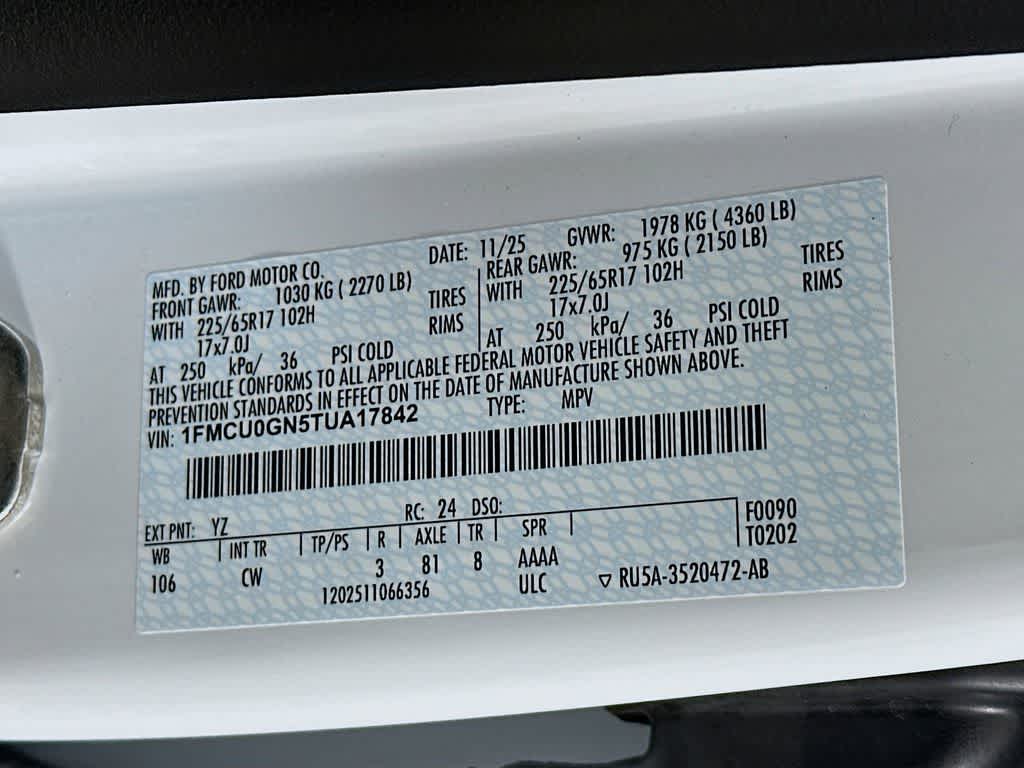 MFD. BY FORD MOTOR CO. DATE: 11/25 GVWR: 1978 KG ( 4360 LB)
FRONT GAWR: 1030 KG ( 2270 LB)
WITH 225/65R17 102H TIRES
17x7.0J RIMS
AT 250 kPa/ 36 PSI COLD
REAR GAWR: 975 KG ( 2150 LB)
WITH 225/65R17 102H TIRES
17x7.0J RIMS
AT 250 kPa/ 36 PSI COLD
THIS VEHICLE CONFORMS TO ALL APPLICABLE FEDERAL MOTOR VEHICLE SAFETY AND THEFT
PREVENTION STANDARDS IN EFFECT ON THE DATE OF MANUFACTURE SHOWN ABOVE.
VIN: 1FMCU0GN5TUA17842 TYPE: MPV
EXT PNT: YZ RC: 24 DSO: F0090
WB INT TR TP/PS R AXLE TR SPR T0202
106 CW 3 81 8 AAAA
1202511066356 ULC ▽ RU5A-3520472-AB